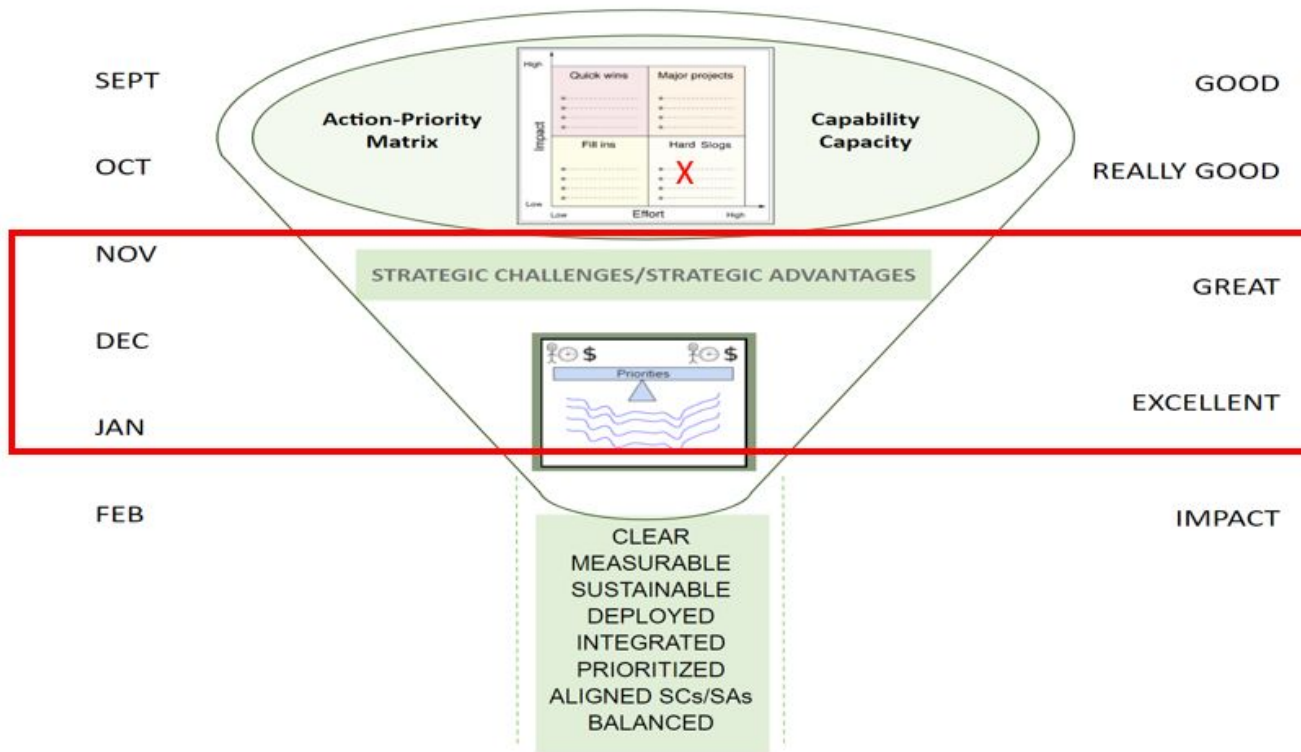 SEPT
OCT
NOV
DEC
JAN
FEB
Action-Priority
Matrix
High
Impact
Low
Quick wins
Major projects
Fill ins
Hard Slogs
X
Low
Effort
High
Capability
Capacity
STRATEGIC CHALLENGES/STRATEGIC ADVANTAGES
$
$
Priorities
CLEAR
MEASURABLE
SUSTAINABLE
DEPLOYED
INTEGRATED
PRIORITIZED
ALIGNED SCs/SAs
BALANCED
GOOD
REALLY GOOD
GREAT
EXCELLENT
IMPACT